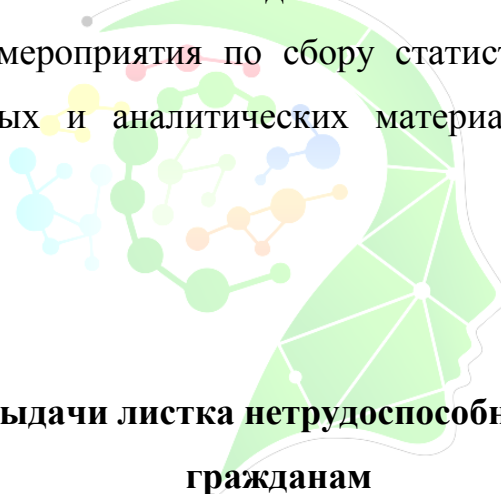 мероприятия по сбору статист
ых и аналитических материа
ыдачи листка нетрудоспособн
гражданам